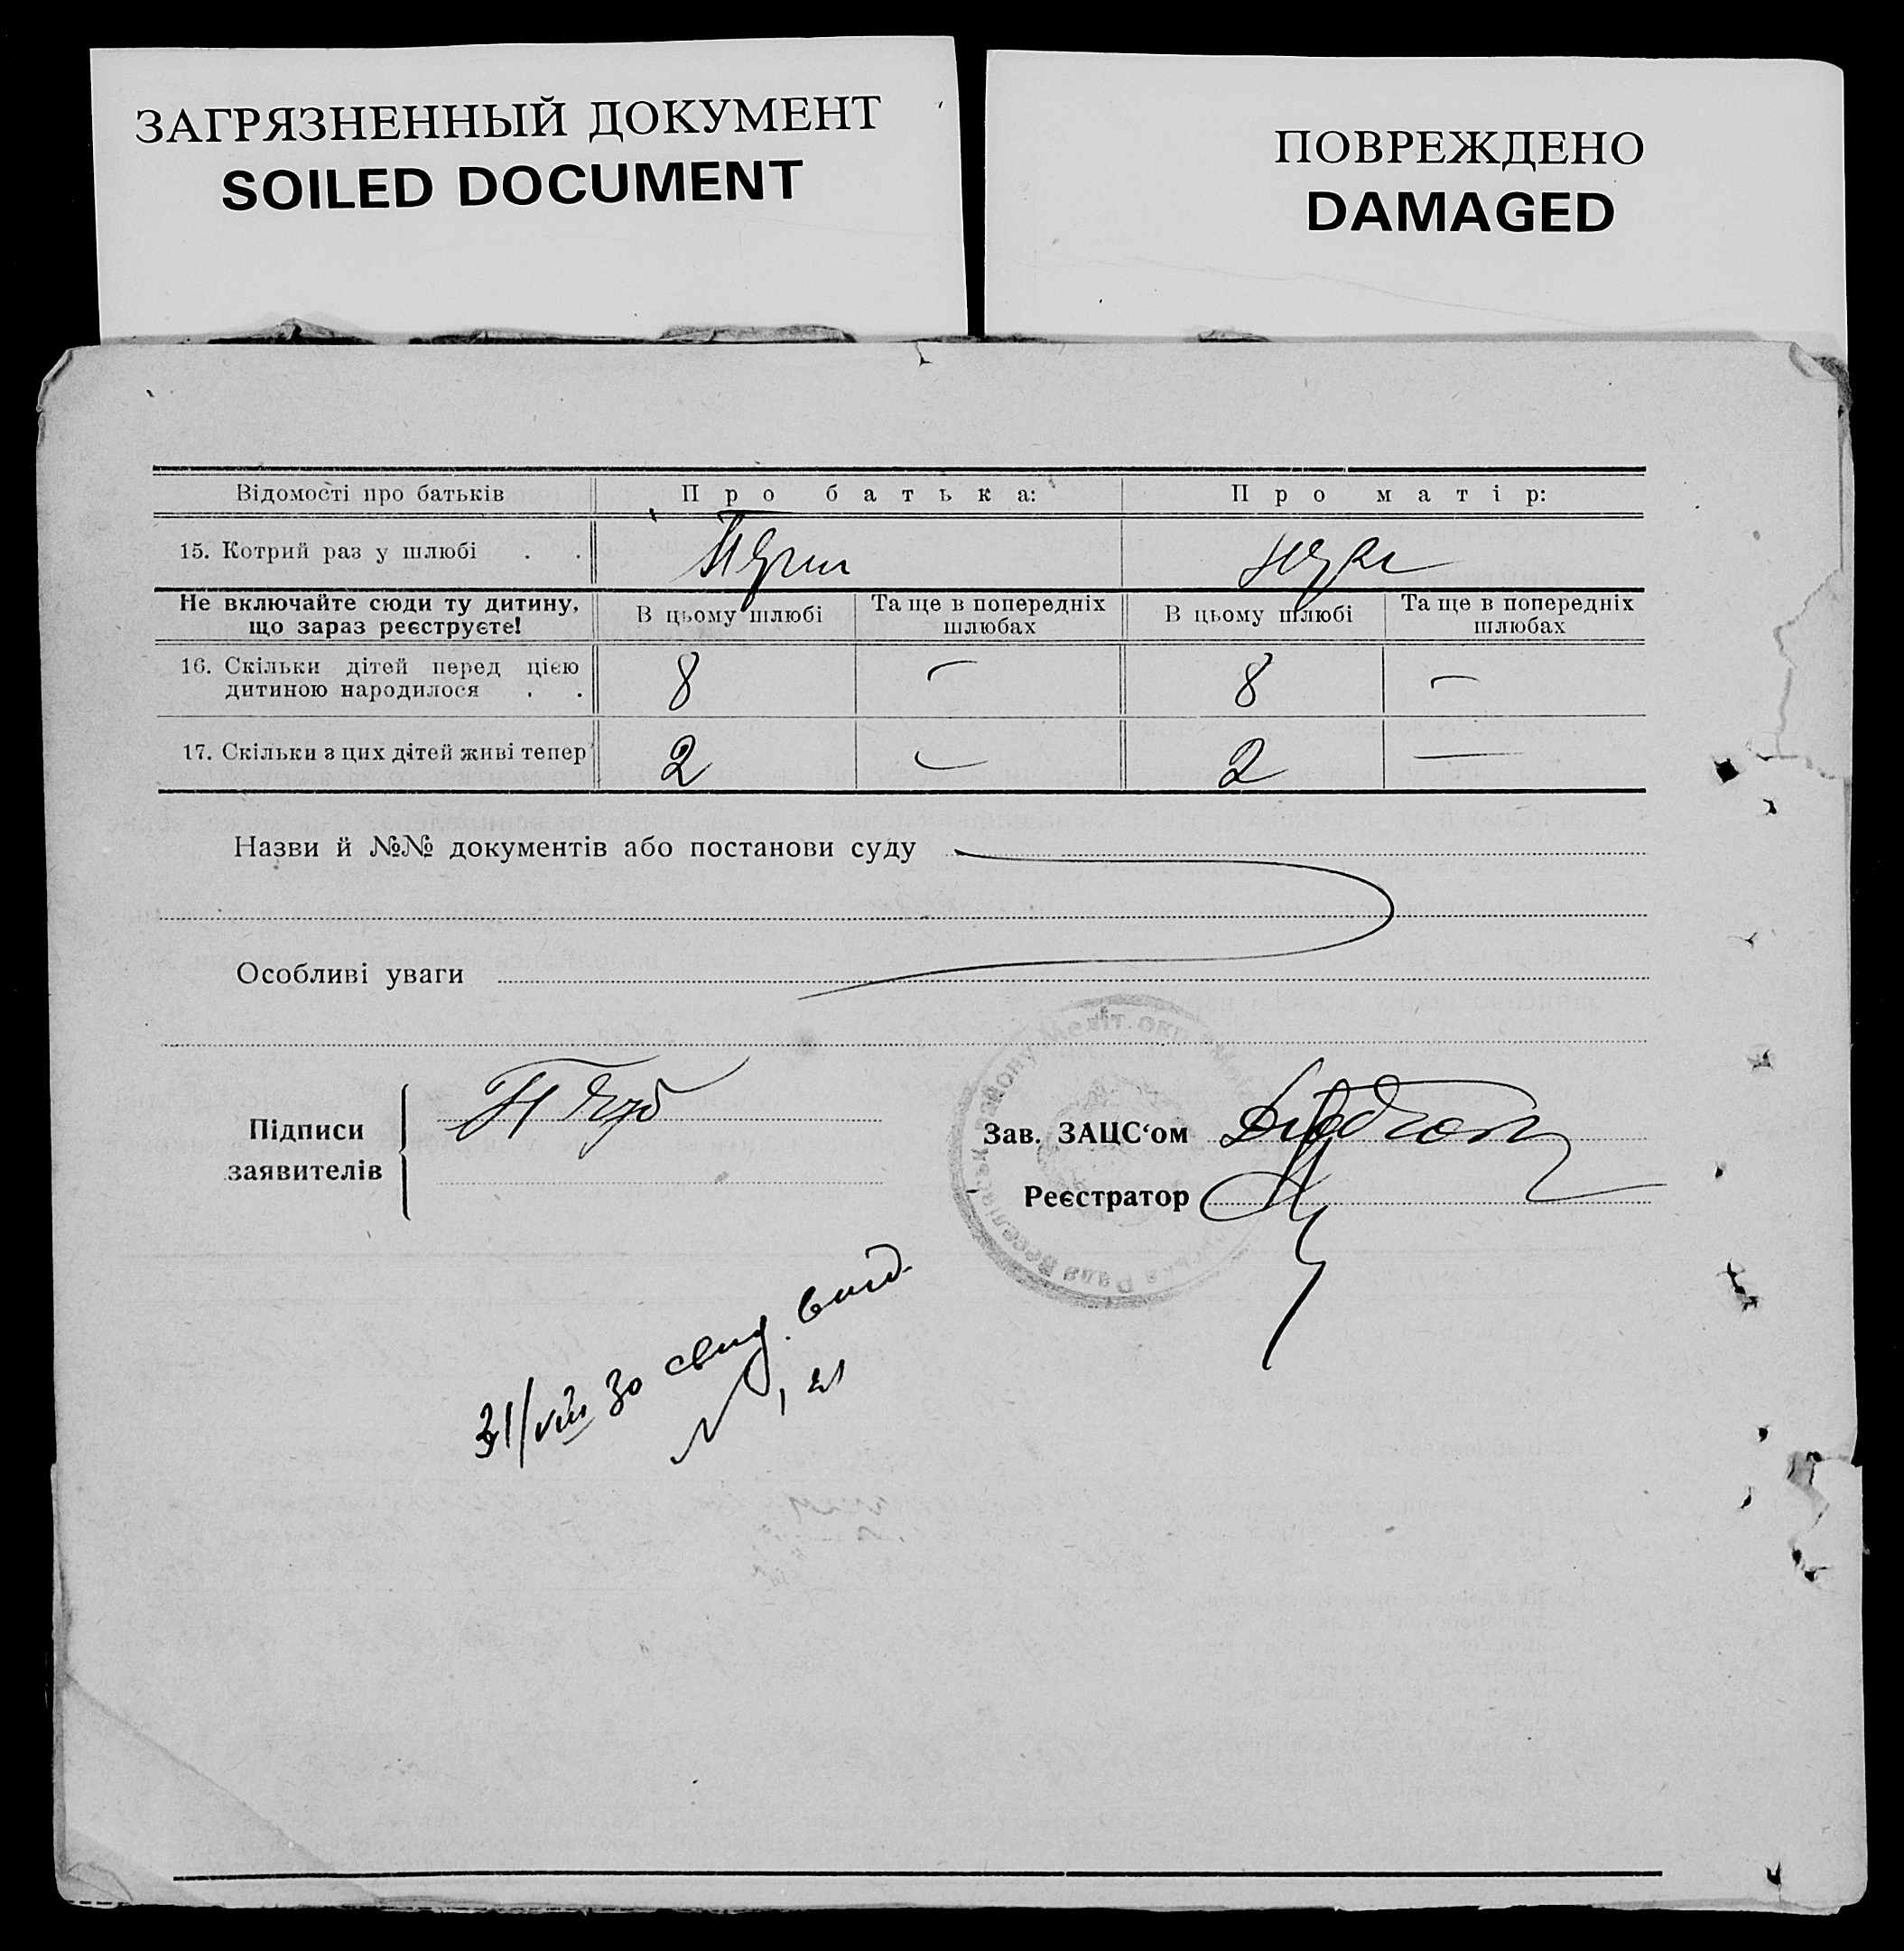 ЗАГРЯЗНЕННЫЙ ДОКУМЕНТ
SOILED DOCUMENT
ПОВРЕЖДЕНО
DAMAGED
Відомості про батьків Про батька: Про матір:
15. Котрий раз у шлюбі . .
Не включайте сюди ту дитину, що зараз реєструєте! В цьому шлюбі Та ще в попередніх шлюбах В цьому шлюбі Та ще в попередніх шлюбах
16. Скільки дітей перед цією
дитиною народилося . . 8 — 8 —
17. Скільки з цих дітей живі тепер 2 — 2 —
Назви й №№ документів або постанови суду
Особливі уваги
Підписи
заявителів
Зав. ЗАЦС‘ом
Реєстратор
31/VIII 30